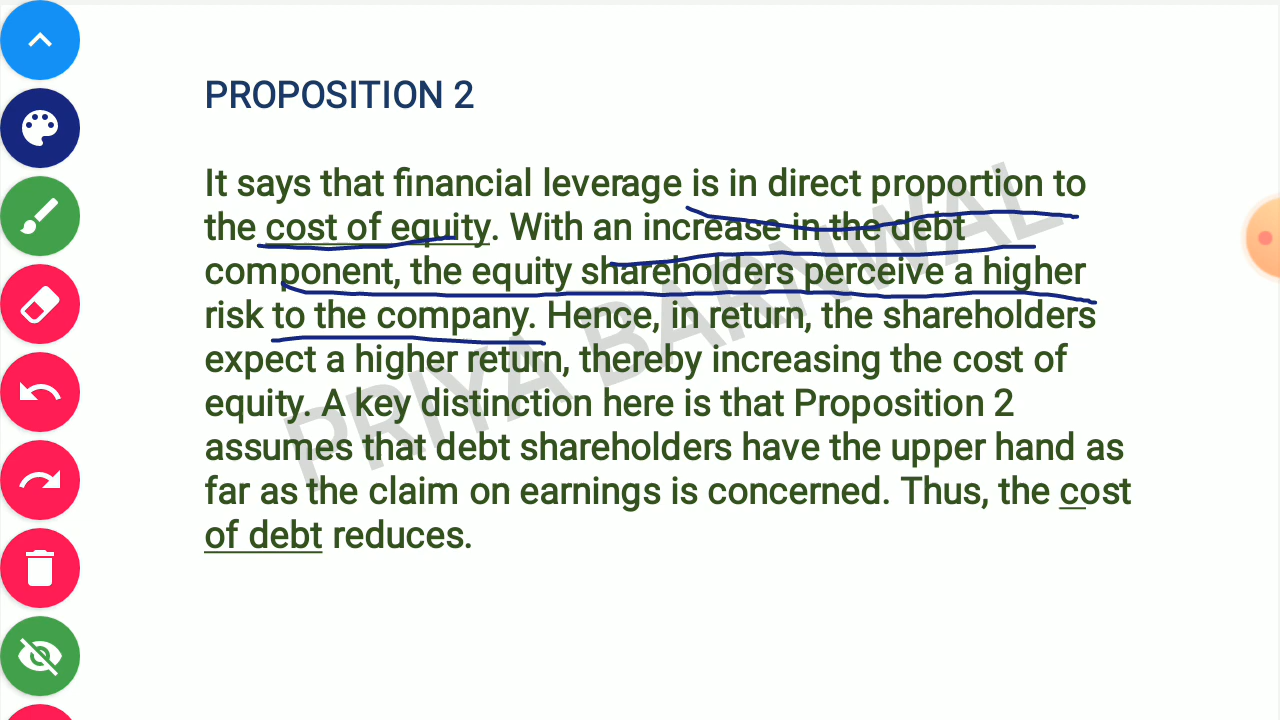 PROPOSITION 2
It says that financial leverage is in direct proportion to
the cost of equity. With an increase in the debt
component, the equity shareholders perceive a higher
risk to the company. Hence, in return, the shareholders
expect a higher return, thereby increasing the cost of
equity. A key distinction here is that Proposition 2
assumes that debt shareholders have the upper hand as
far as the claim on earnings is concerned. Thus, the cost
of debt reduces.
PRIYA BARNWAL